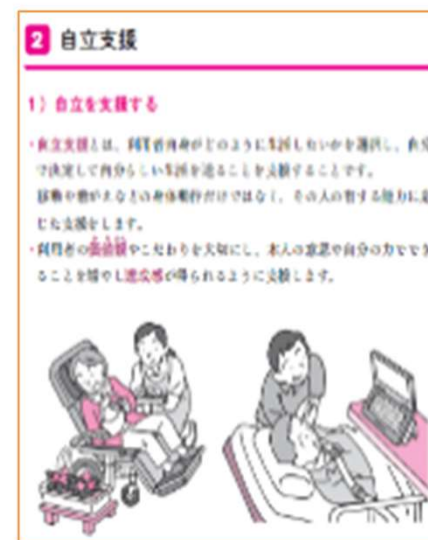 2 自立支援
1）自立を支援する
・自立支援とは、利用者自身がどのように生活したいかを選択し、自分
で決定して自分らしい生活を送ることを支援することです。
移動や着がえなどの身体動作だけではなく、その人の有する能力に応
じた支援をします。
・利用者の価値観やこだわりを大切にし、本人の意思や自分の力でできる
ることを増やし達成感が得られるように支援します。